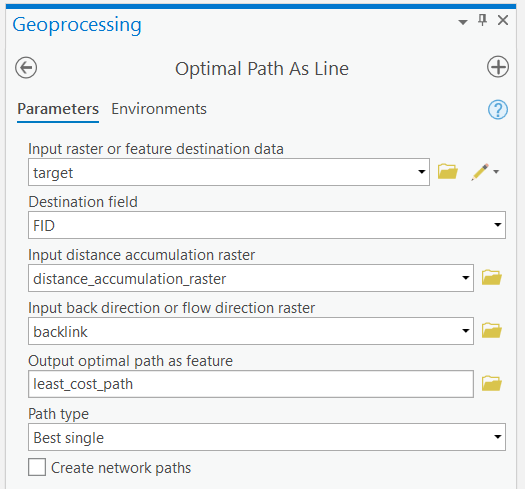 Geoprocessing
Optimal Path As Line
Parameters Environments
?
Input raster or feature destination data
target
Destination field
FID
Input distance accumulation raster
distance_accumulation_raster
Input back direction or flow direction raster
backlink
Output optimal path as feature
least_cost_path
Path type
Best single
Create network paths